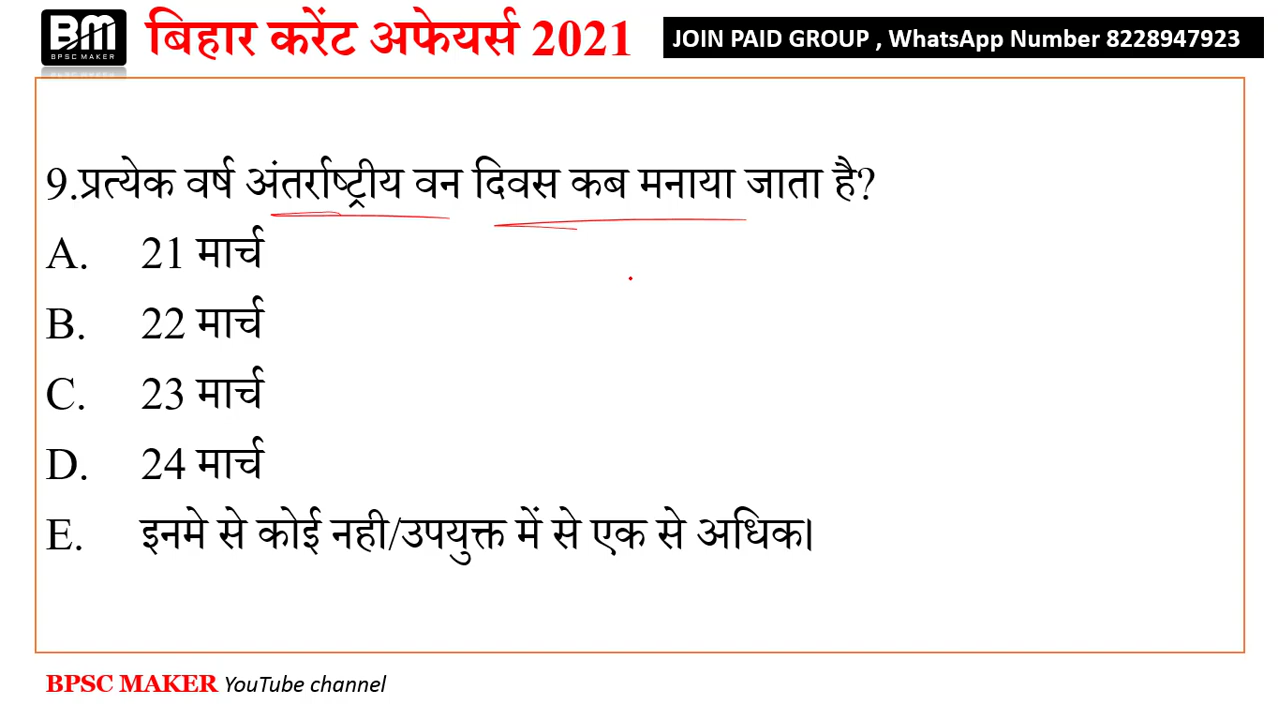 BM
BPSC MAKER
बिहार करेंट अफेयर्स 2021
JOIN PAID GROUP , WhatsApp Number 8228947923
9.प्रत्येक वर्ष अंतर्राष्ट्रीय वन दिवस कब मनाया जाता है?
A. 21 मार्च
B. 22 मार्च
C. 23 मार्च
D. 24 मार्च
E. इनमे से कोई नही/उपयुक्त में से एक से अधिक।
BPSC MAKER YouTube channel